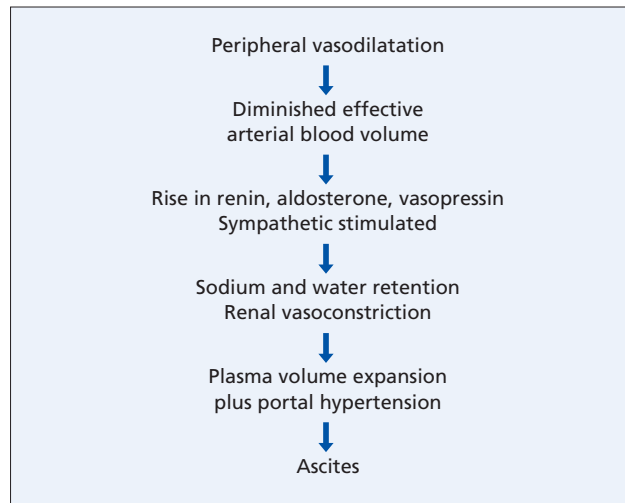 Peripheral vasodilatation
Diminished effective
arterial blood volume
Rise in renin, aldosterone, vasopressin
Sympathetic stimulated
Sodium and water retention
Renal vasoconstriction
Plasma volume expansion
plus portal hypertension
Ascites